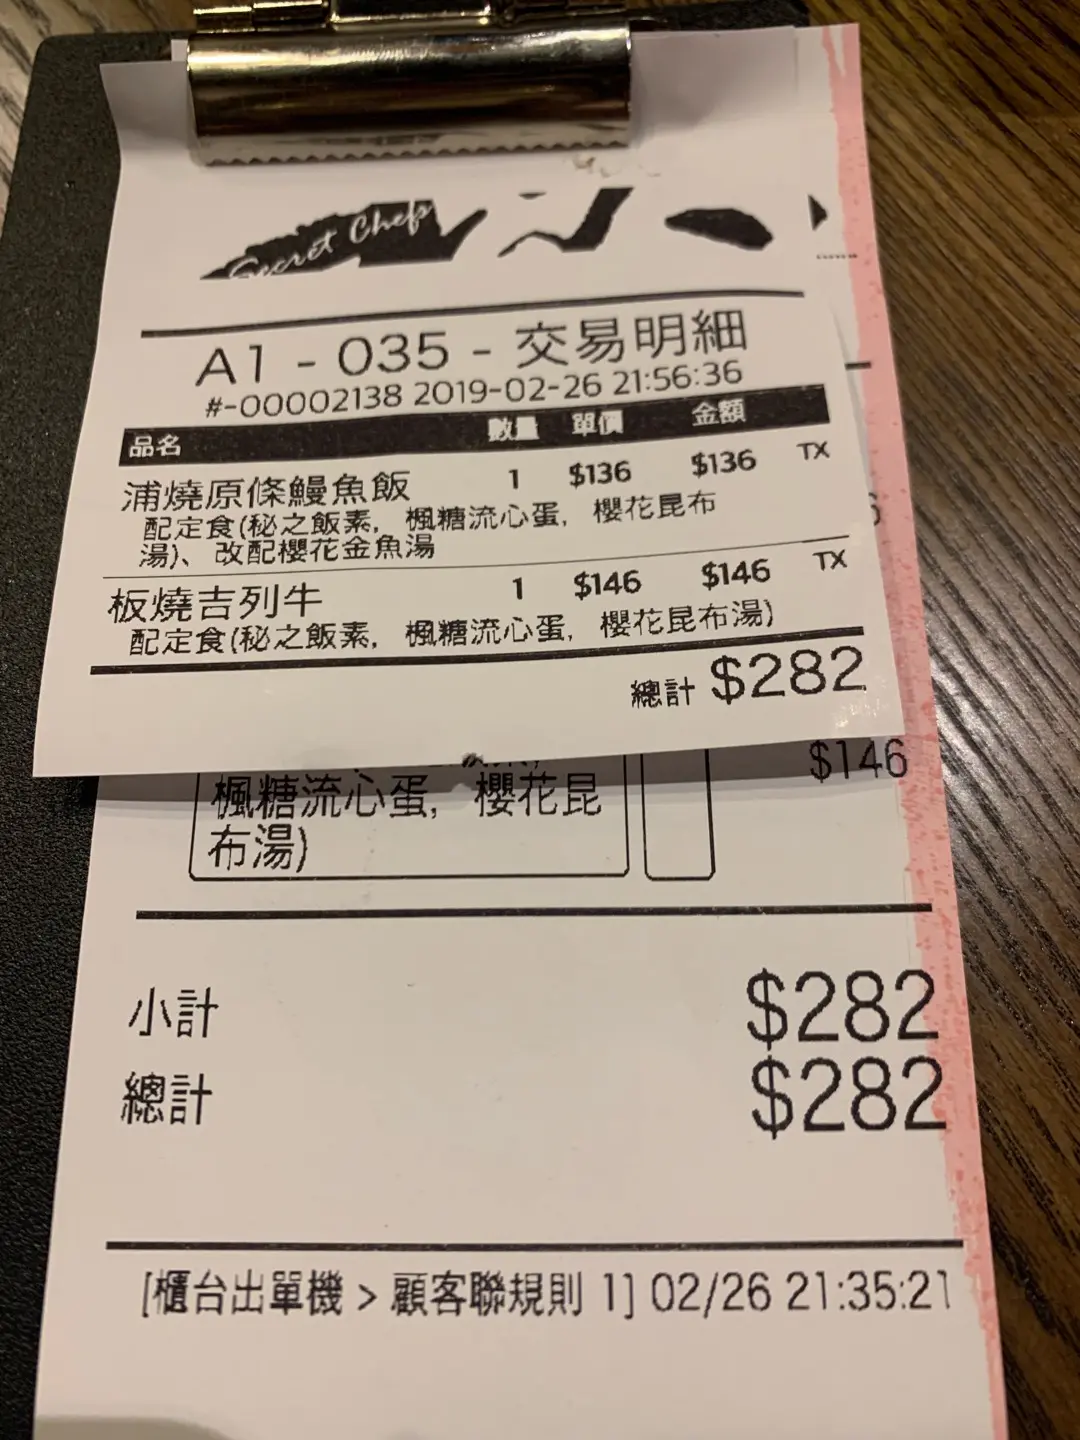 Secret Chefs
A1 - 035 - 交易明細
#-00002138 2019-02-26 21:56:36
品名 數量 單價 金額
浦燒原條鰻魚飯 1 $136 $136 TX
配定食(秘之飯素, 楓糖流心蛋, 櫻花昆布
湯)、改配櫻花金魚湯
板燒吉列牛 1 $146 $146 TX
配定食(秘之飯素, 楓糖流心蛋, 櫻花昆布湯)
總計 $282
$146
楓糖流心蛋, 櫻花昆
布湯)
小計 $282
總計 $282
[櫃台出單機 > 顧客聯規則 1] 02/26 21:35:21